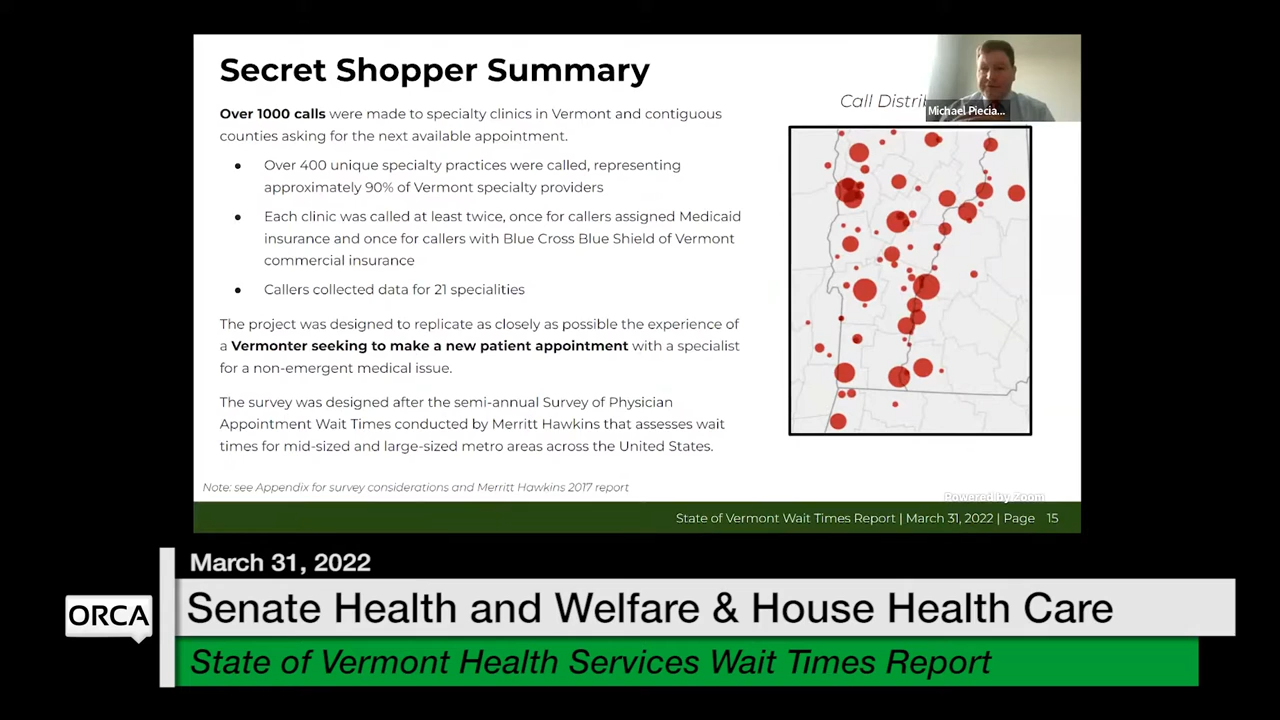 Secret Shopper Summary
Over 1000 calls were made to specialty clinics in Vermont and contiguous
counties asking for the next available appointment.
● Over 400 unique specialty practices were called, representing
approximately 90% of Vermont specialty providers
● Each clinic was called at least twice, once for callers assigned Medicaid
insurance and once for callers with Blue Cross Blue Shield of Vermont
commercial insurance
● Callers collected data for 21 specialities
The project was designed to replicate as closely as possible the experience of
a Vermonter seeking to make a new patient appointment with a specialist
for a non-emergent medical issue.
The survey was designed after the semi-annual Survey of Physician
Appointment Wait Times conducted by Merritt Hawkins that assesses wait
times for mid-sized and large-sized metro areas across the United States.
Note: see Appendix for survey considerations and Merritt Hawkins 2017 report
Call Distri
Michael Piecia...
Powered by Zoom
State of Vermont Wait Times Report | March 31, 2022 | Page 15
March 31, 2022
ORCA
Senate Health and Welfare & House Health Care
State of Vermont Health Services Wait Times Report